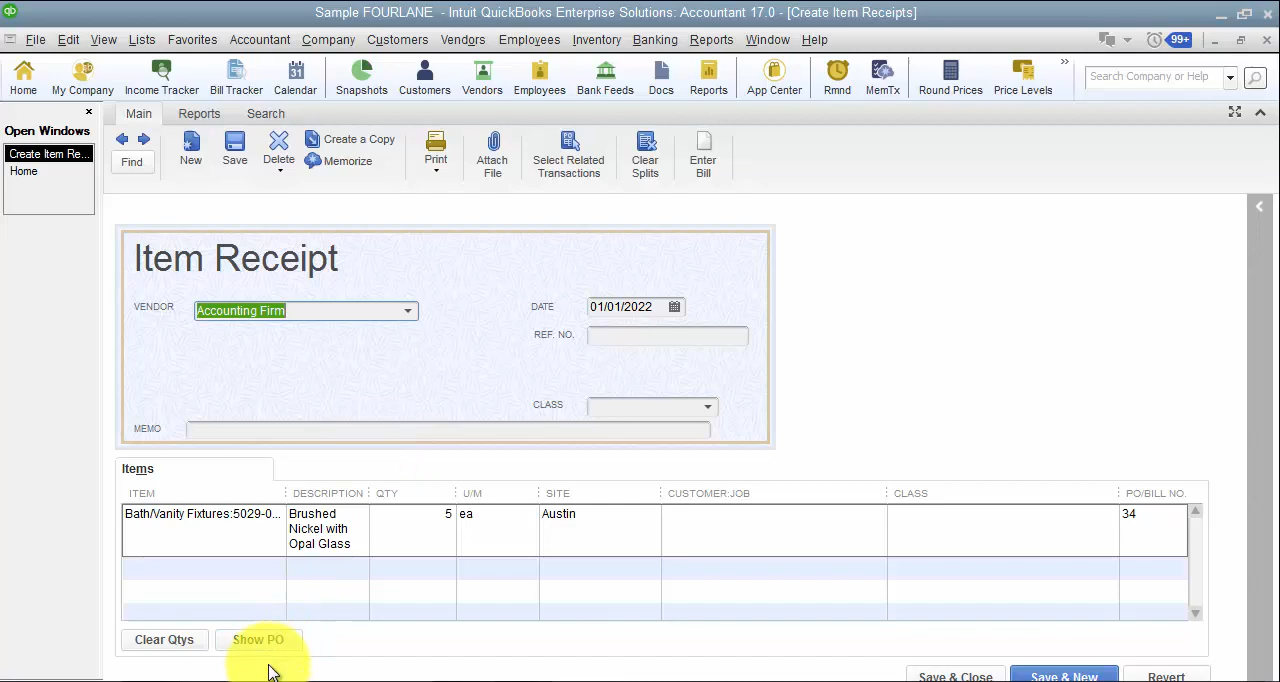 Sample FOURLANE - Intuit QuickBooks Enterprise Solutions: Accountant 17.0 - [Create Item Receipts]
File Edit View Lists Favorites Accountant Company Customers Vendors Employees Inventory Banking Reports Window Help
99+
Home My Company Income Tracker Bill Tracker Calendar Snapshots Customers Vendors Employees Bank Feeds Docs Reports App Center Rmnd MemTx Round Prices Price Levels
Search Company or Help
Open Windows
Create Item Re...
Home
Main Reports Search
Find
New
Save
Delete
Create a Copy
Memorize
Print
Attach
File
Select Related
Transactions
Clear
Splits
Enter
Bill
Item Receipt
VENDOR Accounting Firm
DATE 01/01/2022
REF. NO.
CLASS
MEMO
Items
ITEM DESCRIPTION QTY U/M SITE CUSTOMER:JOB CLASS PO/BILL NO.
Bath/Vanity Fixtures:5029-0... Brushed 5 ea Austin 34
Nickel with
Opal Glass
Clear Qtys Show PO
Save & Close Save & New Revert